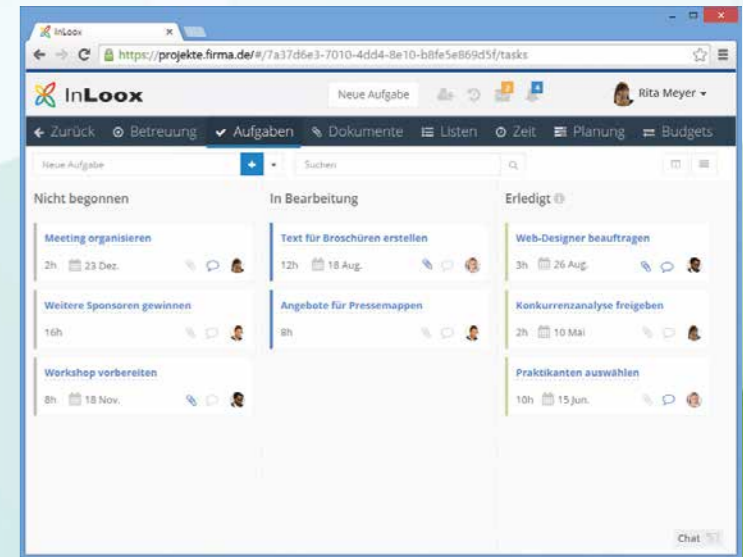 InLoox
https://projekte.firma.de/#/7a37d6e3-7010-4dd4-8e10-b8fe5e869d5f/tasks
InLoox
Neue Aufgabe
2
4
Rita Meyer
Zurück Betreuung Aufgaben Dokumente Listen Zeit Planung Budgets
Neue Aufgabe
Suchen
Nicht begonnen
Meeting organisieren
2h 23 Dez.
Weitere Sponsoren gewinnen
16h
Workshop vorbereiten
8h 18 Nov.
In Bearbeitung
Text für Broschüren erstellen
12h 18 Aug.
Angebote für Pressemappen
8h
Erledigt
Web-Designer beauftragen
3h 26 Aug.
Konkurrenzanalyse freigeben
2h 10 Mai
Praktikanten auswählen
10h 15 Jun.
Chat